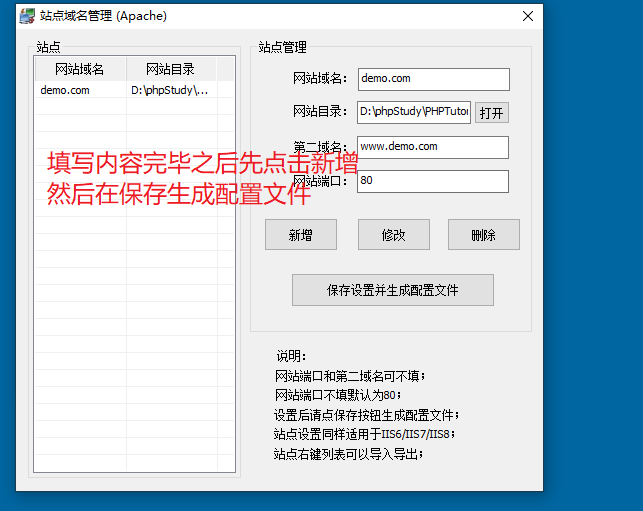 站点域名管理 (Apache)
站点
网站域名 网站目录
demo.com D:\phpStudy\...
填写内容完毕之后先点击新增
然后在保存生成配置文件
站点管理
网站域名: demo.com
网站目录: D:\phpStudy\PHPTutor 打开
第二域名: www.demo.com
网站端口: 80
新增 修改 删除
保存设置并生成配置文件
说明:
网站端口和第二域名可不填;
网站端口不填默认为80;
设置后请点保存按钮生成配置文件;
站点设置同样适用于IIS6/IIS7/IIS8;
站点右键列表可以导入导出;